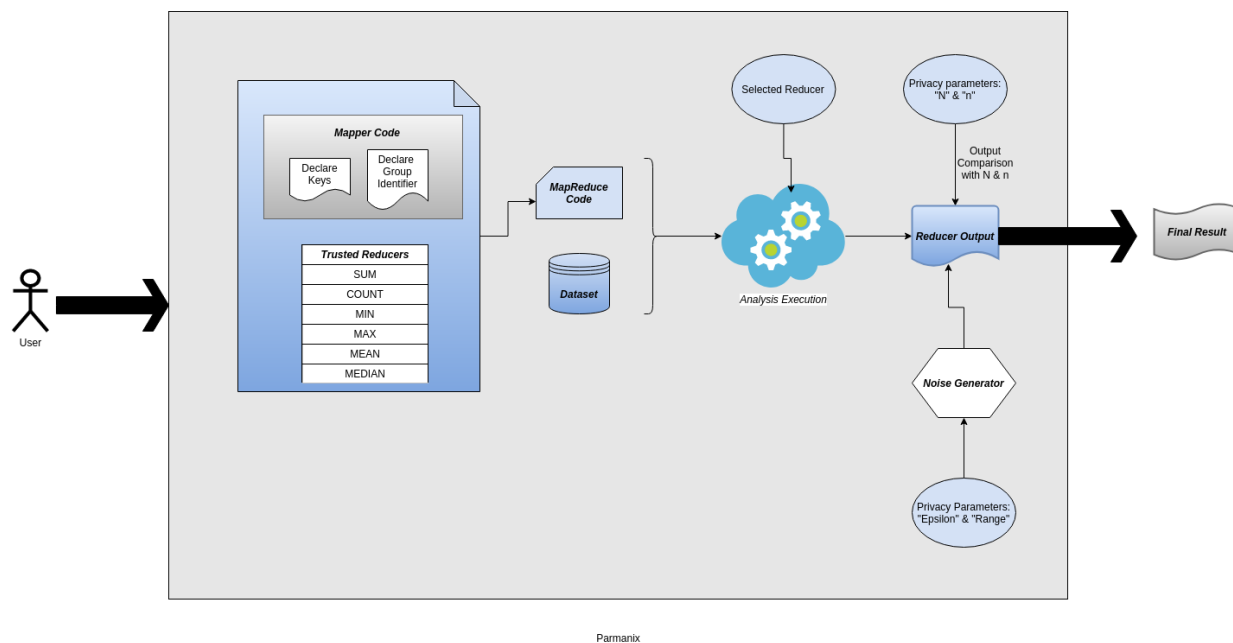 Mapper Code
Declare
Keys
Declare
Group
Identifier
Trusted Reducers
SUM
COUNT
MIN
MAX
MEAN
MEDIAN
User
MapReduce
Code
Dataset
Selected Reducer
Analysis Execution
Privacy parameters:
"N" & "n"
Output
Comparison
with N & n
Reducer Output
Final Result
Noise Generator
Privacy Parameters:
"Epsilon" & "Range"
Parmanix